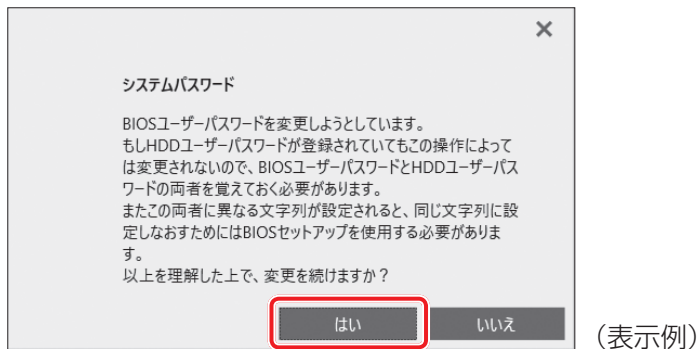 システムパスワード
BIOSユーザーパスワードを変更しようとしています。
もしHDDユーザーパスワードが登録されていてもこの操作によって
は変更されないので、BIOSユーザーパスワードとHDDユーザーパス
ワードの両者を覚えておく必要があります。
またこの両者に異なる文字列が設定されると、同じ文字列に設
定しなおすためにはBIOSセットアップを使用する必要がありま
す。
以上を理解した上で、変更を続けますか？
はい いいえ
（表示例）